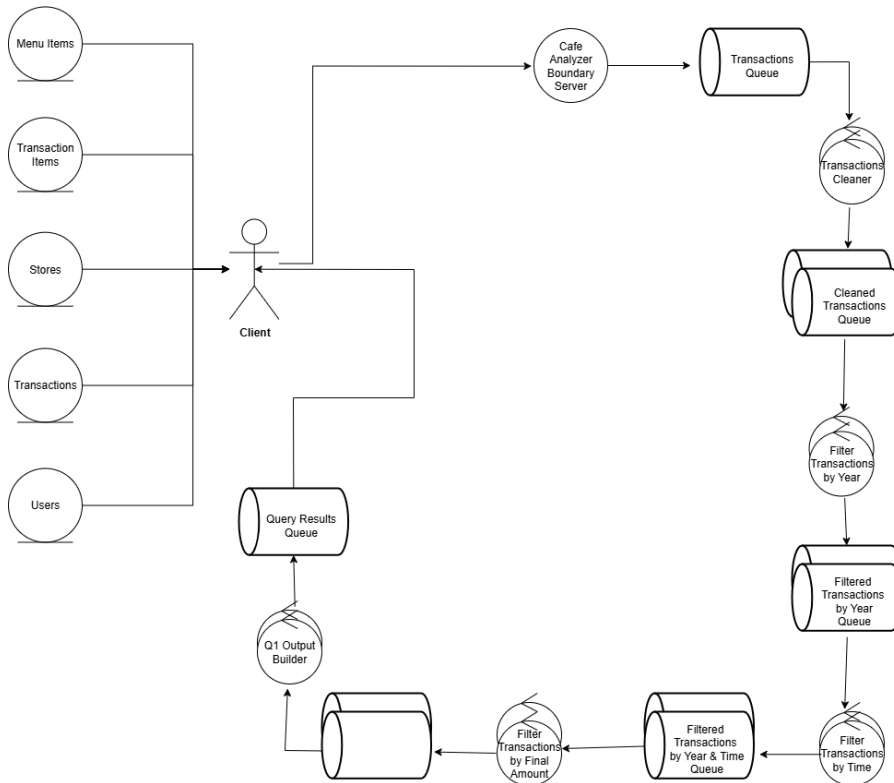 Menu Items
Transaction
Items
Stores
Transactions
Users
Client
Cafe
Analyzer
Boundary
Server
Transactions
Queue
Transactions
Cleaner
Cleaned
Transactions
Queue
Filter
Transactions
by Year
Filtered
Transactions
by Year
Queue
Filter
Transactions
by Time
Filtered
Transactions
by Year & Time
Queue
Filter
Transactions
by Final
Amount
Q1 Output
Builder
Query Results
Queue